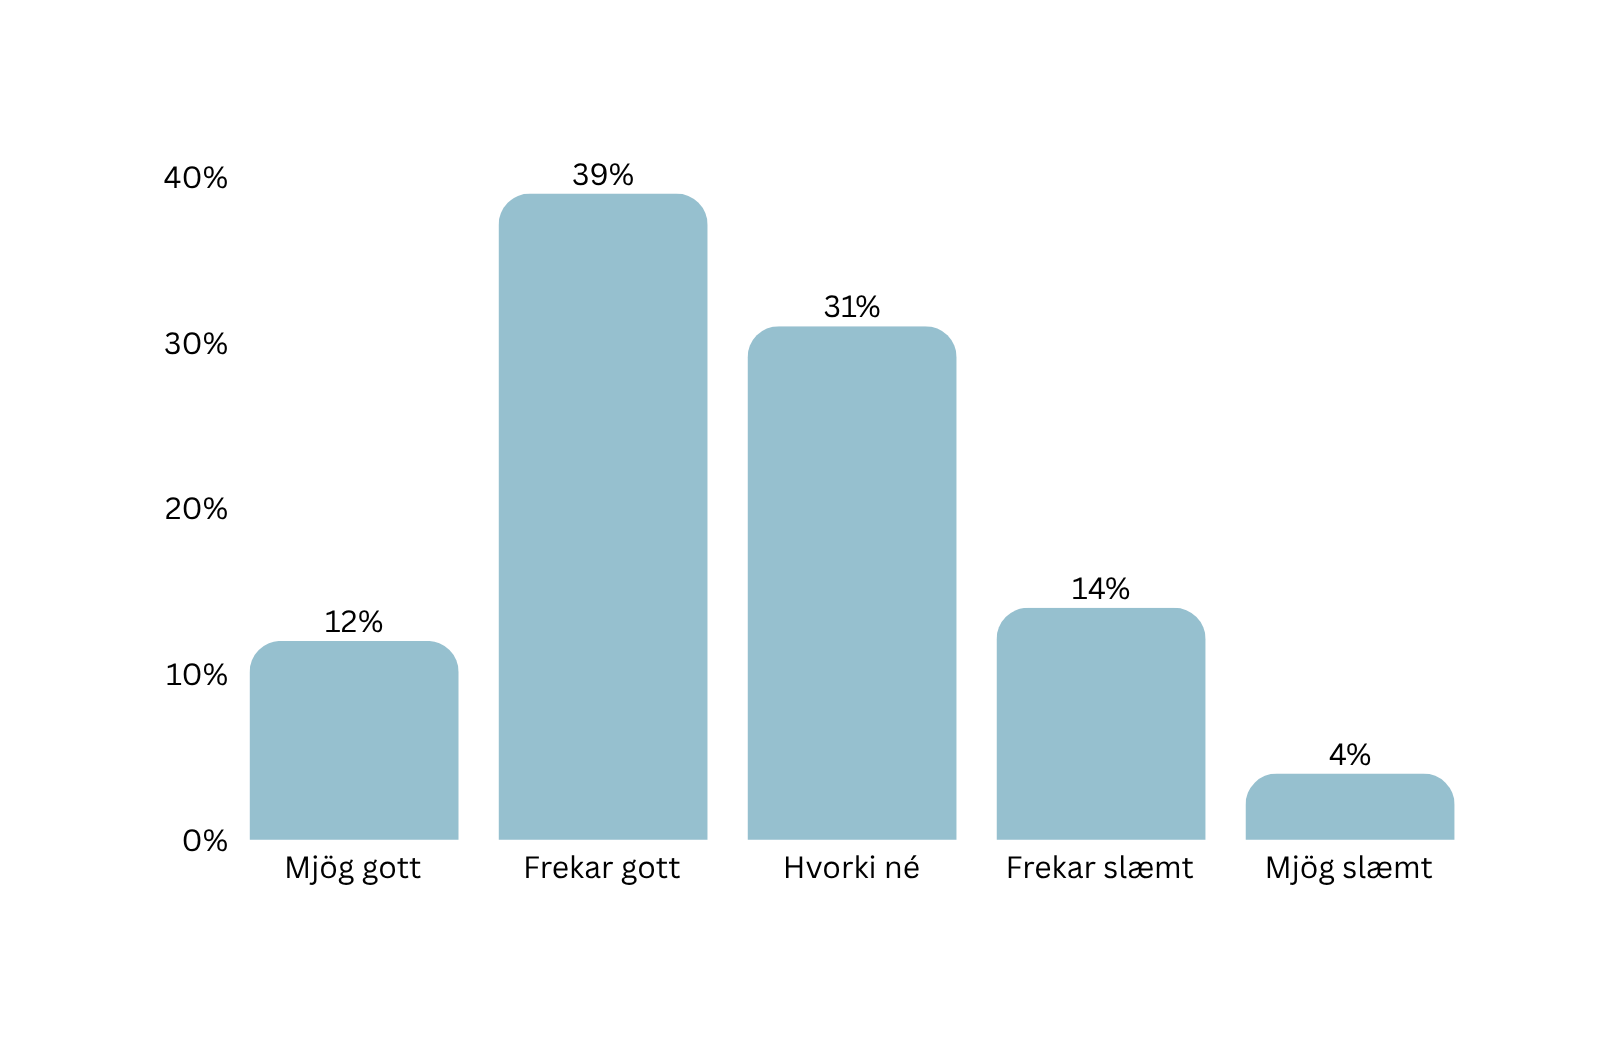 40%
30%
20%
10%
0%
12%
39%
31%
14%
4%
Mjög gott
Frekar gott
Hvorki né
Frekar slæmt
Mjög slæmt